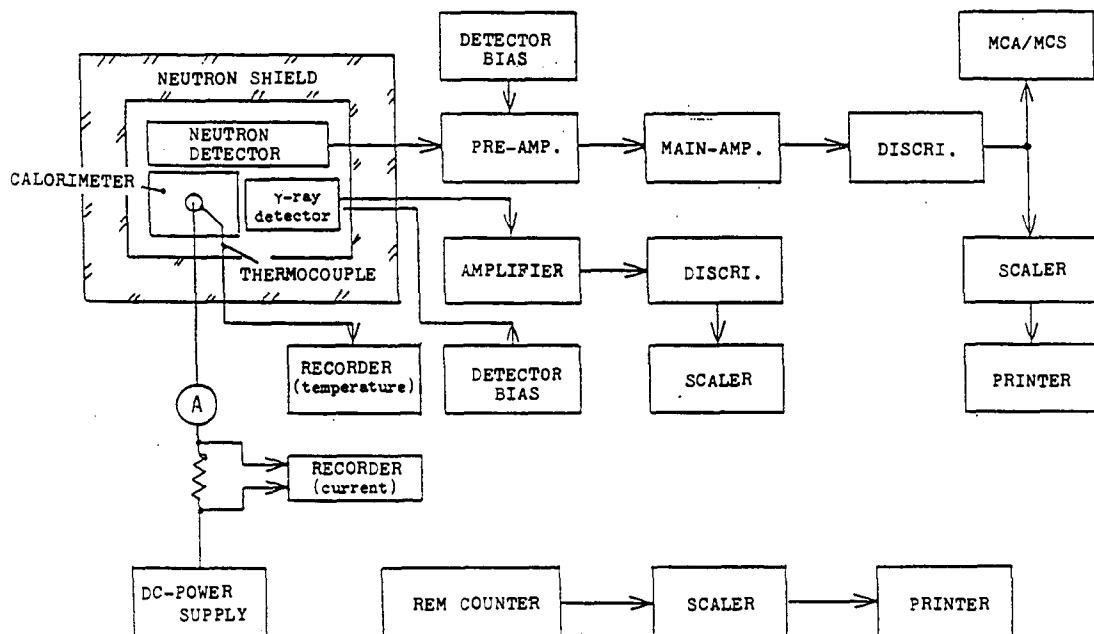 DETECTOR
BIAS
MCA/MCS
NEUTRON SHIELD
NEUTRON
DETECTOR
PRE-AMP.
MAIN-AMP.
DISCRI.
CALORIMETER
γ-ray
detector
THERMOCOUPLE
AMPLIFIER
DISCRI.
SCALER
RECORDER
(temperature)
DETECTOR
BIAS
SCALER
PRINTER
A
RECORDER
(current)
DC-POWER
SUPPLY
REM COUNTER
SCALER
PRINTER